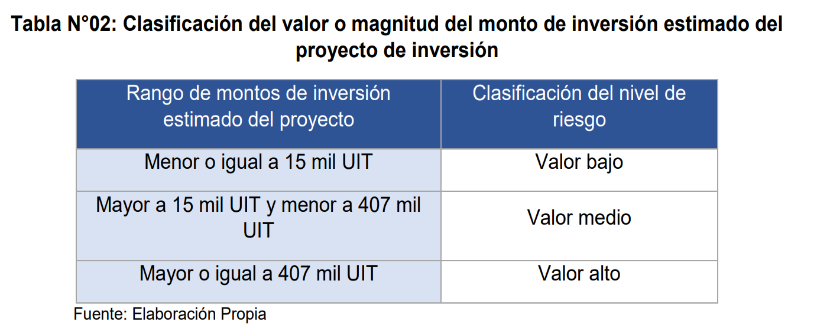 Tabla N°02: Clasificación del valor o magnitud del monto de inversión estimado del
proyecto de inversión
Rango de montos de inversión
estimado del proyecto
Clasificación del nivel de
riesgo
Menor o igual a 15 mil UIT
Valor bajo
Mayor a 15 mil UIT y menor a 407 mil
UIT
Valor medio
Mayor o igual a 407 mil UIT
Valor alto
Fuente: Elaboración Propia